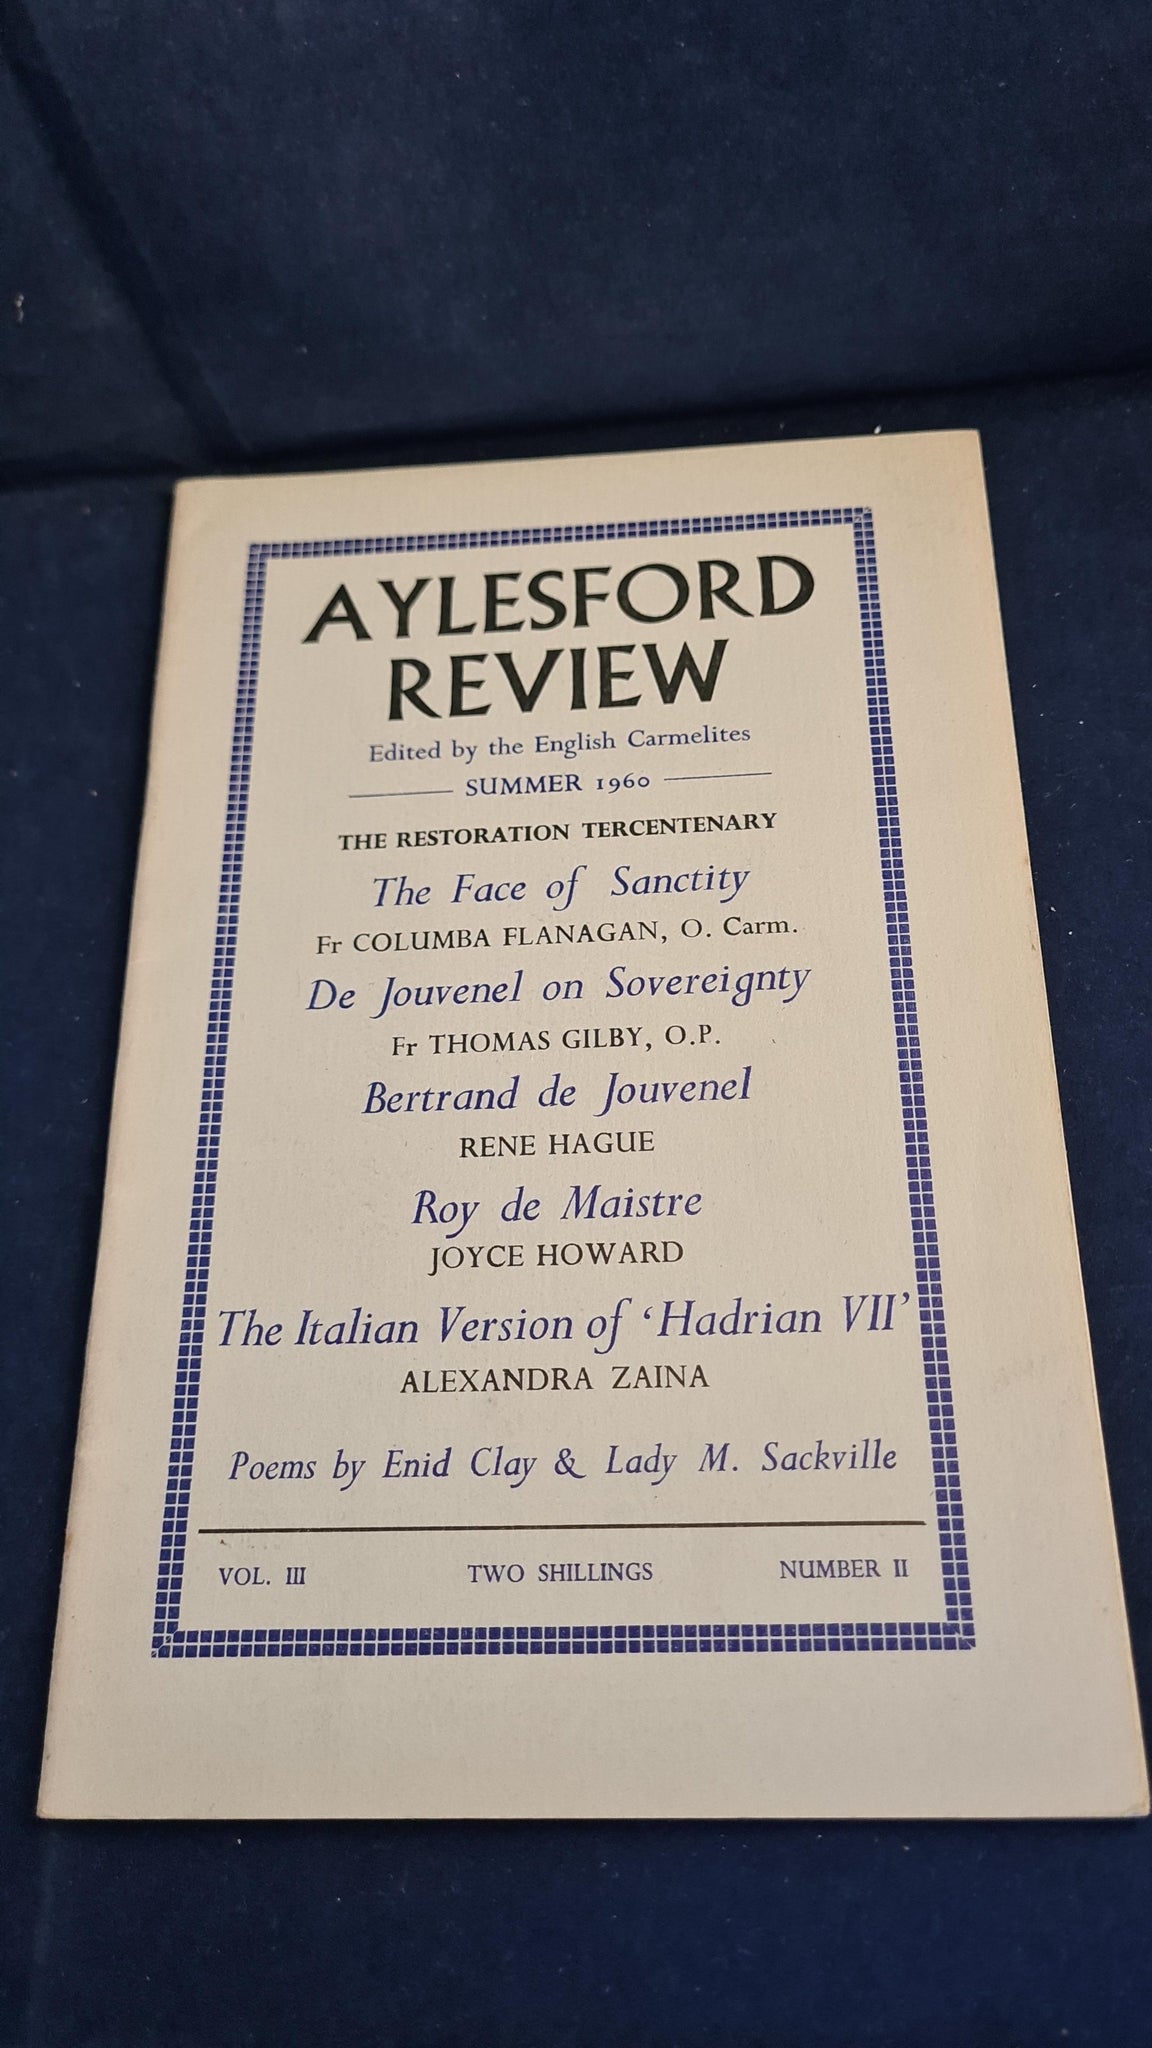 AYLESFORD
REVIEW
Edited by the English Carmelites
SUMMER 1960
THE RESTORATION TERCENTENARY
The Face of Sanctity
Fr COLUMBA FLANAGAN, O. Carm.
De Jouvenel on Sovereignty
Fr THOMAS GILBY, O.P.
Bertrand de Jouvenel
RENE HAGUE
Roy de Maistre
JOYCE HOWARD
The Italian Version of ‘Hadrian VII’
ALEXANDRA ZAINA
Poems by Enid Clay & Lady M. Sackville
VOL. III TWO SHILLINGS NUMBER II